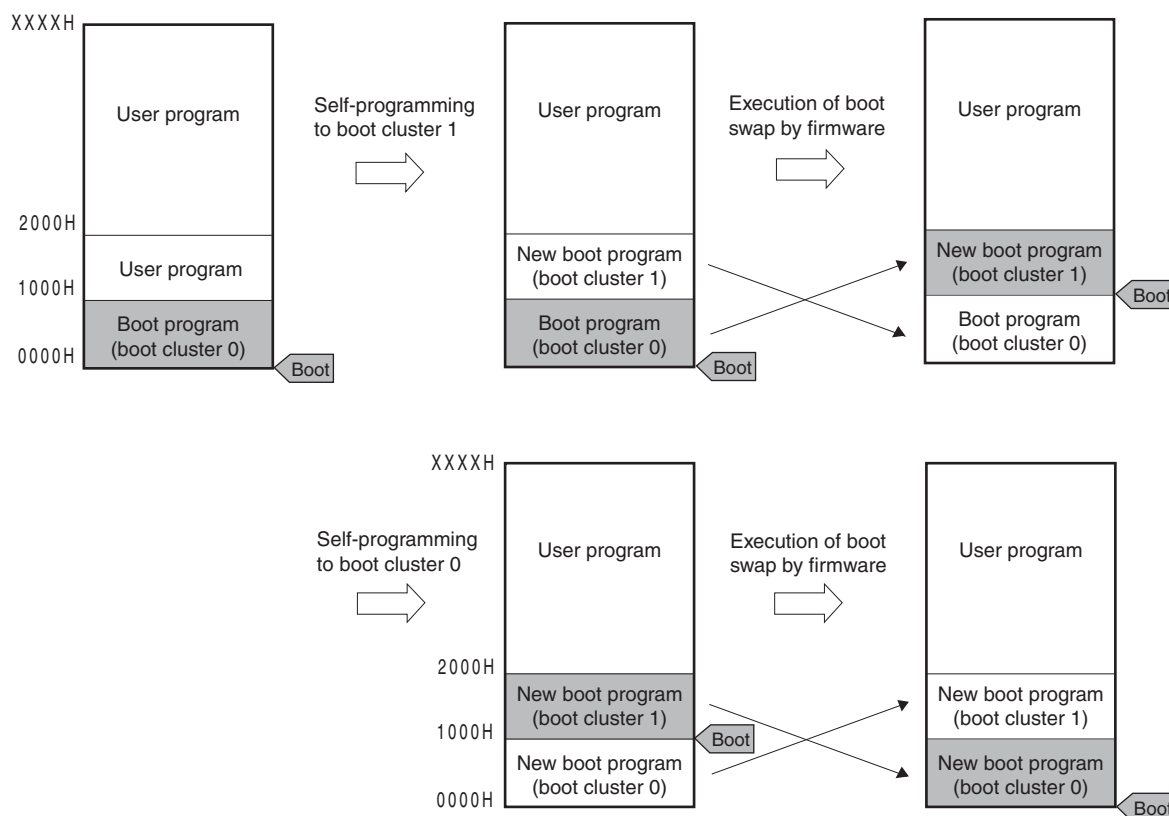 XXXXH
User program
2000H
User program
1000H
Boot program
(boot cluster 0)
0000H
Boot
Self-programming
to boot cluster 1
User program
New boot program
(boot cluster 1)
Boot program
(boot cluster 0)
Boot
Execution of boot
swap by firmware
User program
New boot program
(boot cluster 1)
Boot
Boot program
(boot cluster 0)
Self-programming
to boot cluster 0
XXXXH
User program
2000H
New boot program
(boot cluster 1)
1000H
Boot
New boot program
(boot cluster 0)
0000H
Execution of boot
swap by firmware
User program
New boot program
(boot cluster 1)
New boot program
(boot cluster 0)
Boot